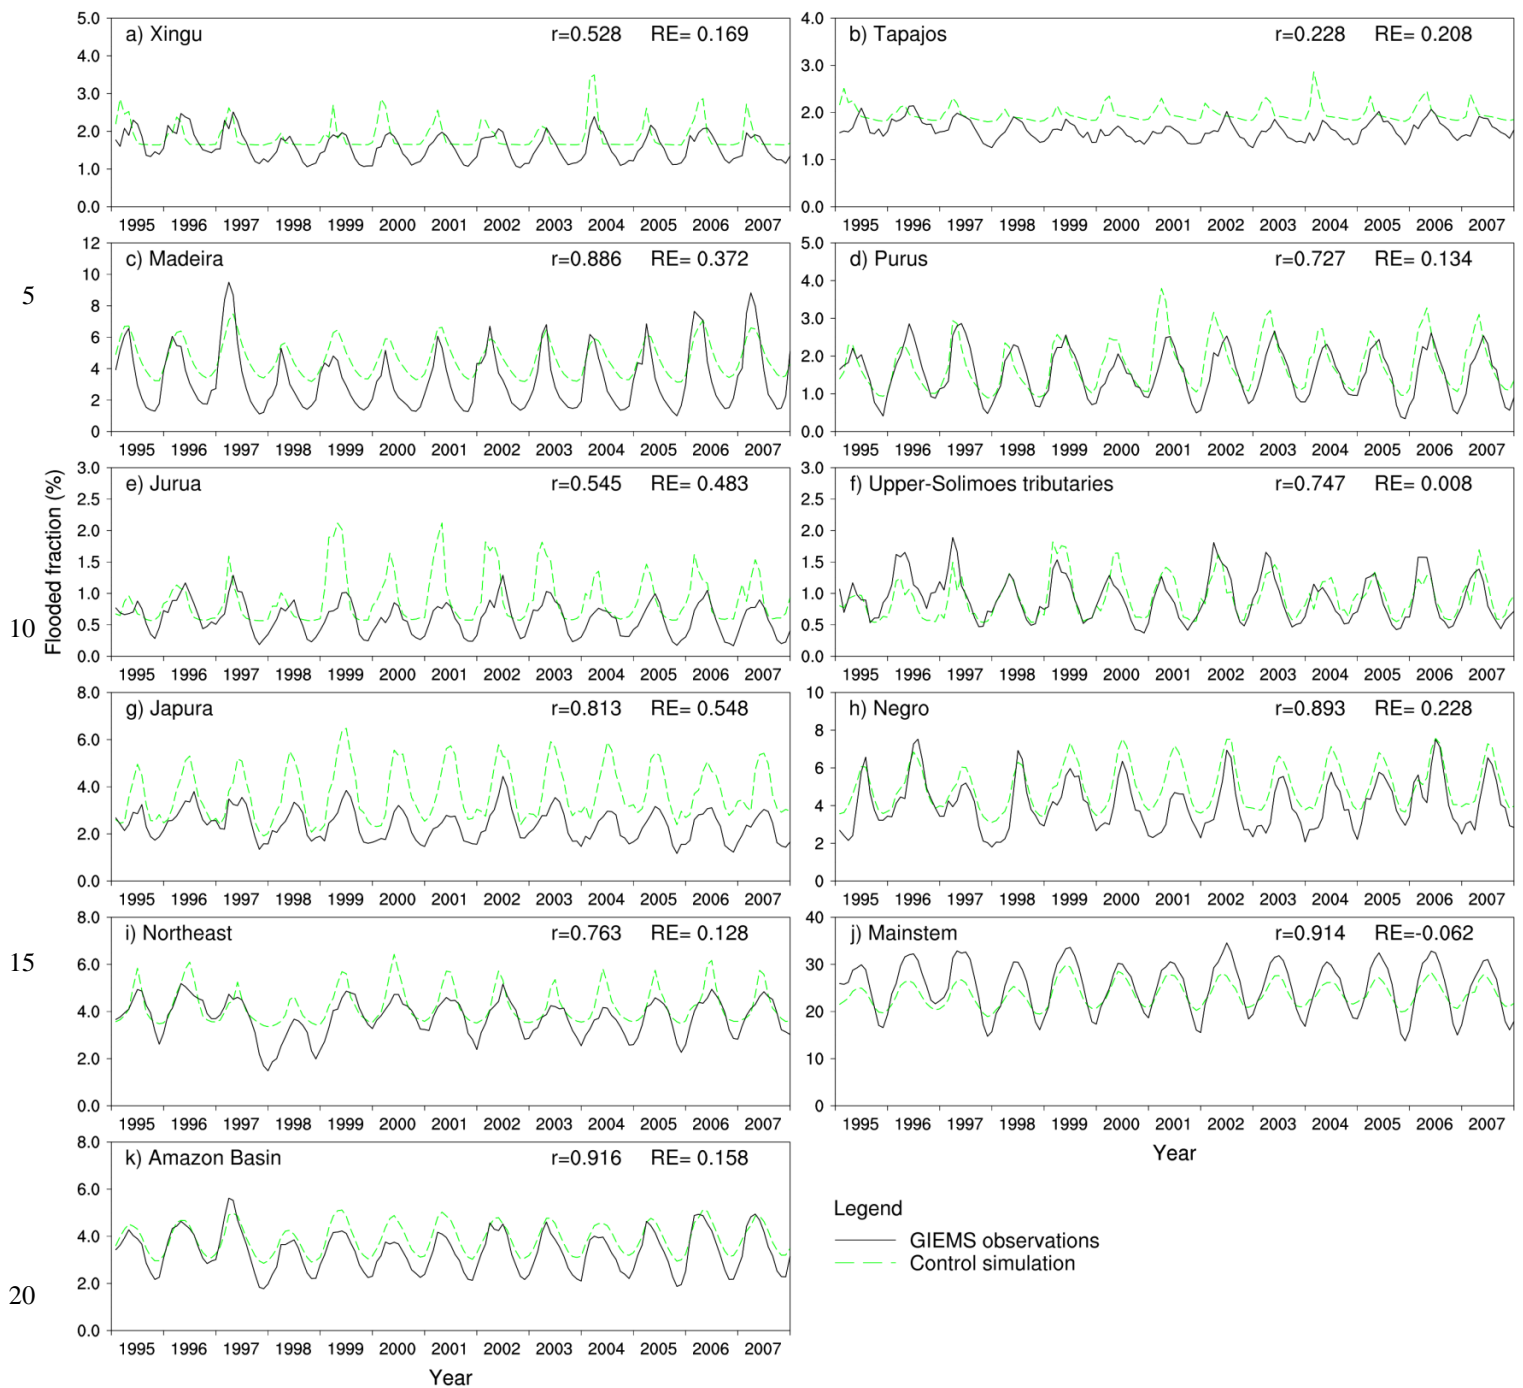 5.0 4.0 3.0 2.0 1.0 0.0
a) Xingu r=0.528 RE= 0.169
1995 1996 1997 1998 1999 2000 2001 2002 2003 2004 2005 2006 2007
4.0 3.0 2.0 1.0 0.0
b) Tapajos r=0.228 RE= 0.208
1995 1996 1997 1998 1999 2000 2001 2002 2003 2004 2005 2006 2007
5
12 10 8 6 4 2 0
c) Madeira r=0.886 RE= 0.372
1995 1996 1997 1998 1999 2000 2001 2002 2003 2004 2005 2006 2007
5.0 4.0 3.0 2.0 1.0 0.0
d) Purus r=0.727 RE= 0.134
1995 1996 1997 1998 1999 2000 2001 2002 2003 2004 2005 2006 2007
10
Flooded fraction (%)
3.0 2.5 2.0 1.5 1.0 0.5 0.0
e) Jurua r=0.545 RE= 0.483
1995 1996 1997 1998 1999 2000 2001 2002 2003 2004 2005 2006 2007
3.0 2.5 2.0 1.5 1.0 0.5 0.0
f) Upper-Solimoes tributaries r=0.747 RE= 0.008
1995 1996 1997 1998 1999 2000 2001 2002 2003 2004 2005 2006 2007
8.0 6.0 4.0 2.0 0.0
g) Japura r=0.813 RE= 0.548
1995 1996 1997 1998 1999 2000 2001 2002 2003 2004 2005 2006 2007
10 8 6 4 2 0
h) Negro r=0.893 RE= 0.228
1995 1996 1997 1998 1999 2000 2001 2002 2003 2004 2005 2006 2007
15
8.0 6.0 4.0 2.0 0.0
i) Northeast r=0.763 RE= 0.128
1995 1996 1997 1998 1999 2000 2001 2002 2003 2004 2005 2006 2007
40 30 20 10 0
j) Mainstem r=0.914 RE=-0.062
1995 1996 1997 1998 1999 2000 2001 2002 2003 2004 2005 2006 2007
Year
20
8.0 6.0 4.0 2.0 0.0
k) Amazon Basin r=0.916 RE= 0.158
1995 1996 1997 1998 1999 2000 2001 2002 2003 2004 2005 2006 2007
Year
Legend
GIEMS observations
Control simulation